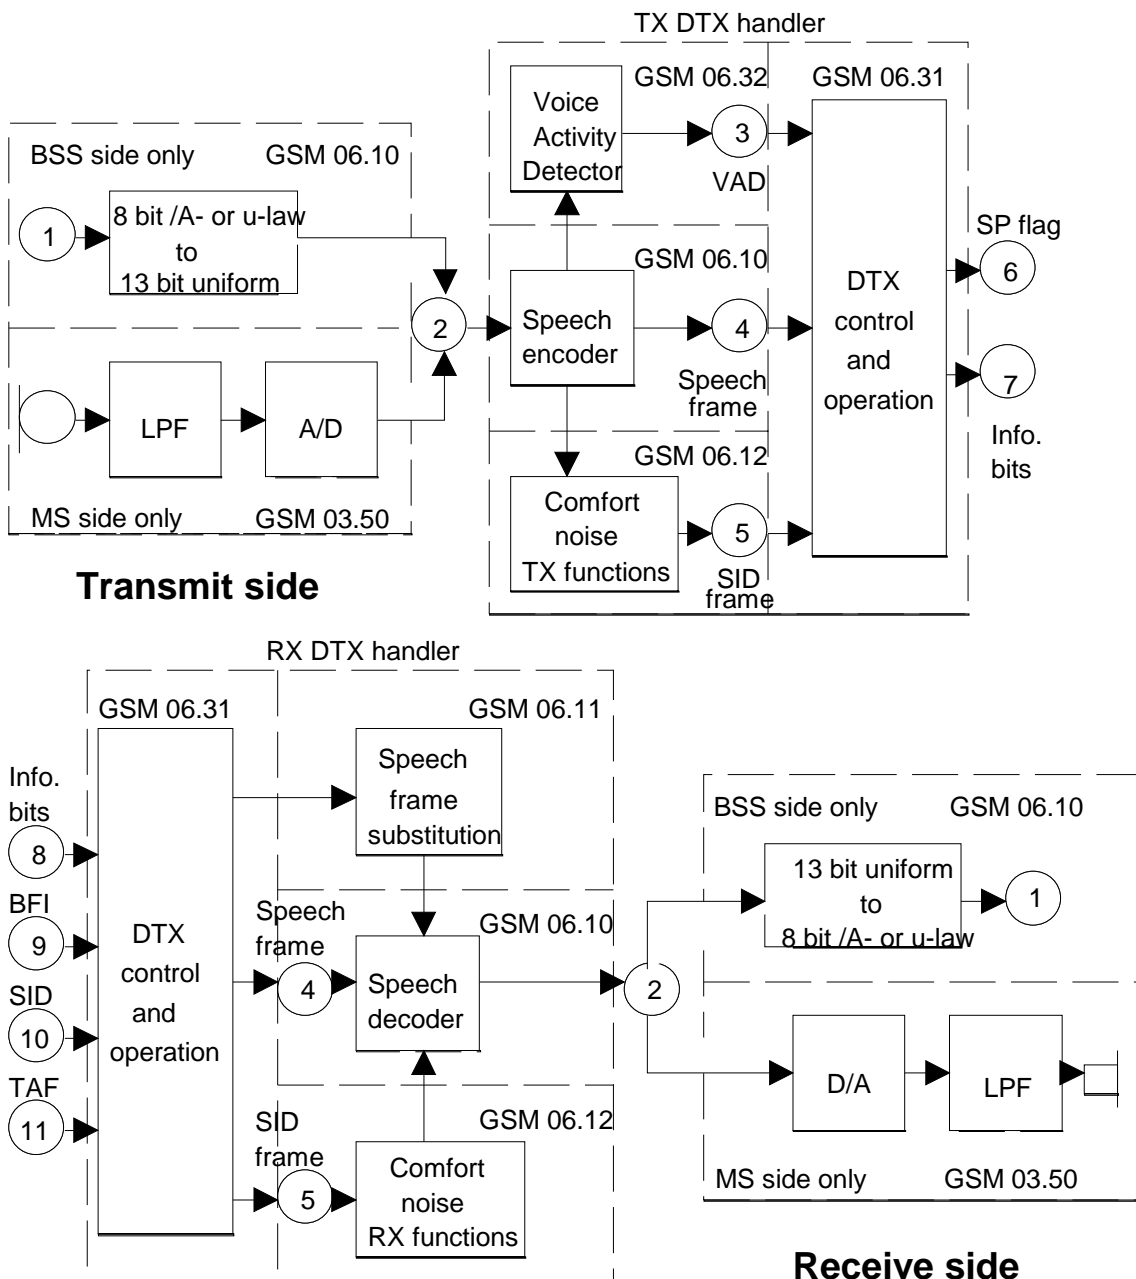 TX DTX handler
GSM 06.32
GSM 06.31
Voice
Activity
Detector
3
VAD
BSS side only
GSM 06.10
1
8 bit /A- or u-law
to
13 bit uniform
2
GSM 06.10
Speech
encoder
4
Speech
frame
DTX
control
and
operation
SP flag
6
7
Info.
bits
LPF
A/D
MS side only
GSM 03.50
GSM 06.12
Comfort
noise
TX functions
5
SID
frame
Transmit side
RX DTX handler
GSM 06.31
GSM 06.11
Info.
bits
8
BFI
9
SID
10
TAF
11
DTX
control
and
operation
Speech
frame
substitution
Speech
frame
4
GSM 06.10
Speech
decoder
SID
frame
5
GSM 06.12
Comfort
noise
RX functions
2
BSS side only
GSM 06.10
13 bit uniform
to
8 bit /A- or u-law
1
D/A
LPF
MS side only
GSM 03.50
Receive side